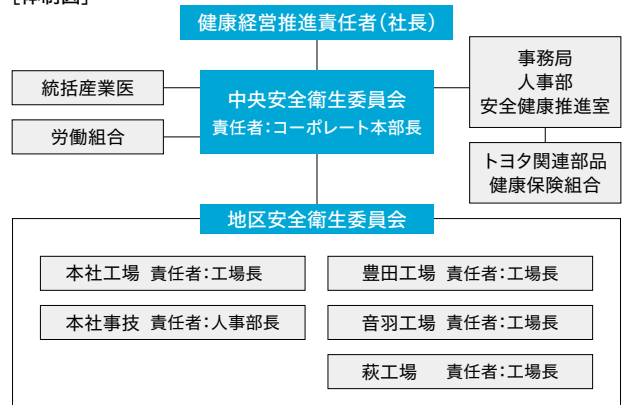 [体制図]
健康経営推進責任者（社長）
統括産業医
労働組合
中央安全衛生委員会
責任者：コーポレート本部長
事務局
人事部
安全健康推進室
トヨタ関連部品
健康保険組合
地区安全衛生委員会
本社工場 責任者：工場長
豊田工場 責任者：工場長
本社事技 責任者：人事部長
音羽工場 責任者：工場長
萩工場 責任者：工場長